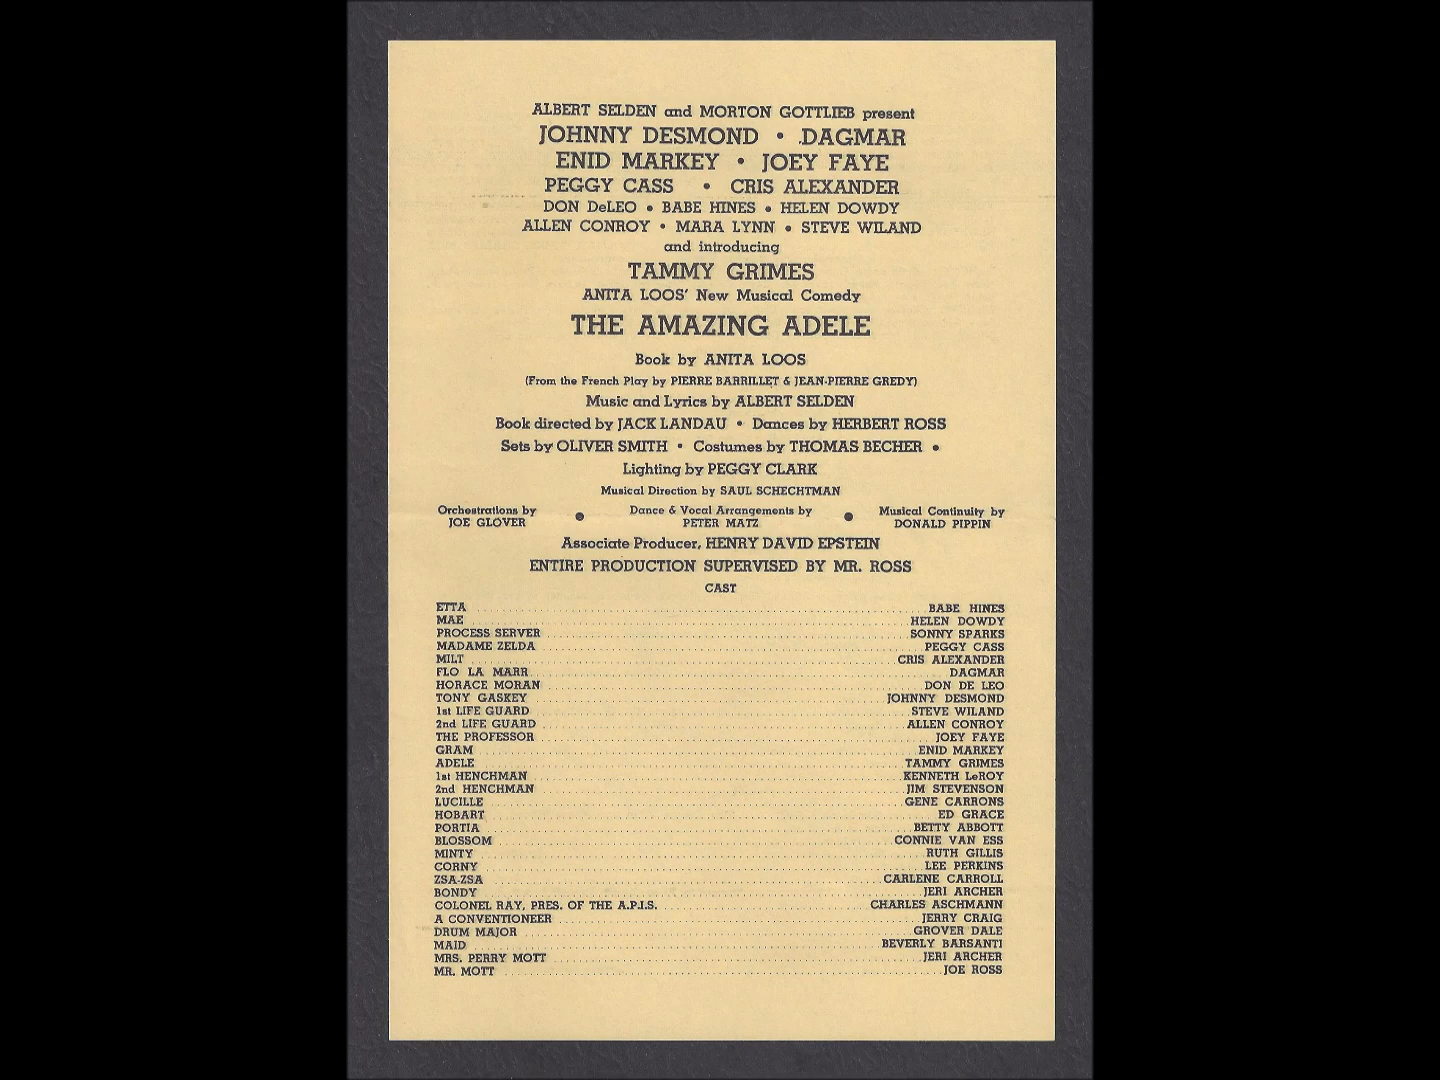 ALBERT SELDEN and MORTON GOTTLIEB present
JOHNNY DESMOND • DAGMAR
ENID MARKEY • JOEY FAYE
PEGGY CASS • CRIS ALEXANDER
DON DeLEO • BABE HINES • HELEN DOWDY
ALLEN CONROY • MARA LYNN • STEVE WILAND
and introducing
TAMMY GRIMES
ANITA LOOS' New Musical Comedy
THE AMAZING ADELE
Book by ANITA LOOS
(From the French Play by PIERRE BARRILLET & JEAN-PIERRE GREDY)
Music and Lyrics by ALBERT SELDEN
Book directed by JACK LANDAU • Dances by HERBERT ROSS
Sets by OLIVER SMITH • Costumes by THOMAS BECHER •
Lighting by PEGGY CLARK
Musical Direction by SAUL SCHECHTMAN
Orchestrations by JOE GLOVER • Dance & Vocal Arrangements by PETER MATZ • Musical Continuity by DONALD PIPPIN
Associate Producer, HENRY DAVID EPSTEIN
ENTIRE PRODUCTION SUPERVISED BY MR. ROSS
CAST
ETTA BABE HINES
MAE HELEN DOWDY
PROCESS SERVER SONNY SPARKS
MADAME ZELDA PEGGY CASS
MILT CRIS ALEXANDER
FLO LA MARR DAGMAR
HORACE MORAN DON DE LEO
TONY GASKEY JOHNNY DESMOND
1st LIFE GUARD STEVE WILAND
2nd LIFE GUARD ALLEN CONROY
THE PROFESSOR JOEY FAYE
GRAM ENID MARKEY
ADELE TAMMY GRIMES
1st HENCHMAN KENNETH LeROY
2nd HENCHMAN JIM STEVENSON
LUCILLE GENE CARRONS
HOBART ED GRACE
PORTIA BETTY ABBOTT
BLOSSOM CONNIE VAN ESS
MINTY RUTH GILLIS
CORNY LEE PERKINS
ZSA-ZSA CARLENE CARROLL
BONDY JERI ARCHER
COLONEL RAY, PRES. OF THE A.P.I.S. CHARLES ASCHMANN
A CONVENTIONEER JERRY CRAIG
DRUM MAJOR GROVER DALE
MAID BEVERLY BARSANTI
MRS. PERRY MOTT JERI ARCHER
MR. MOTT JOE ROSS